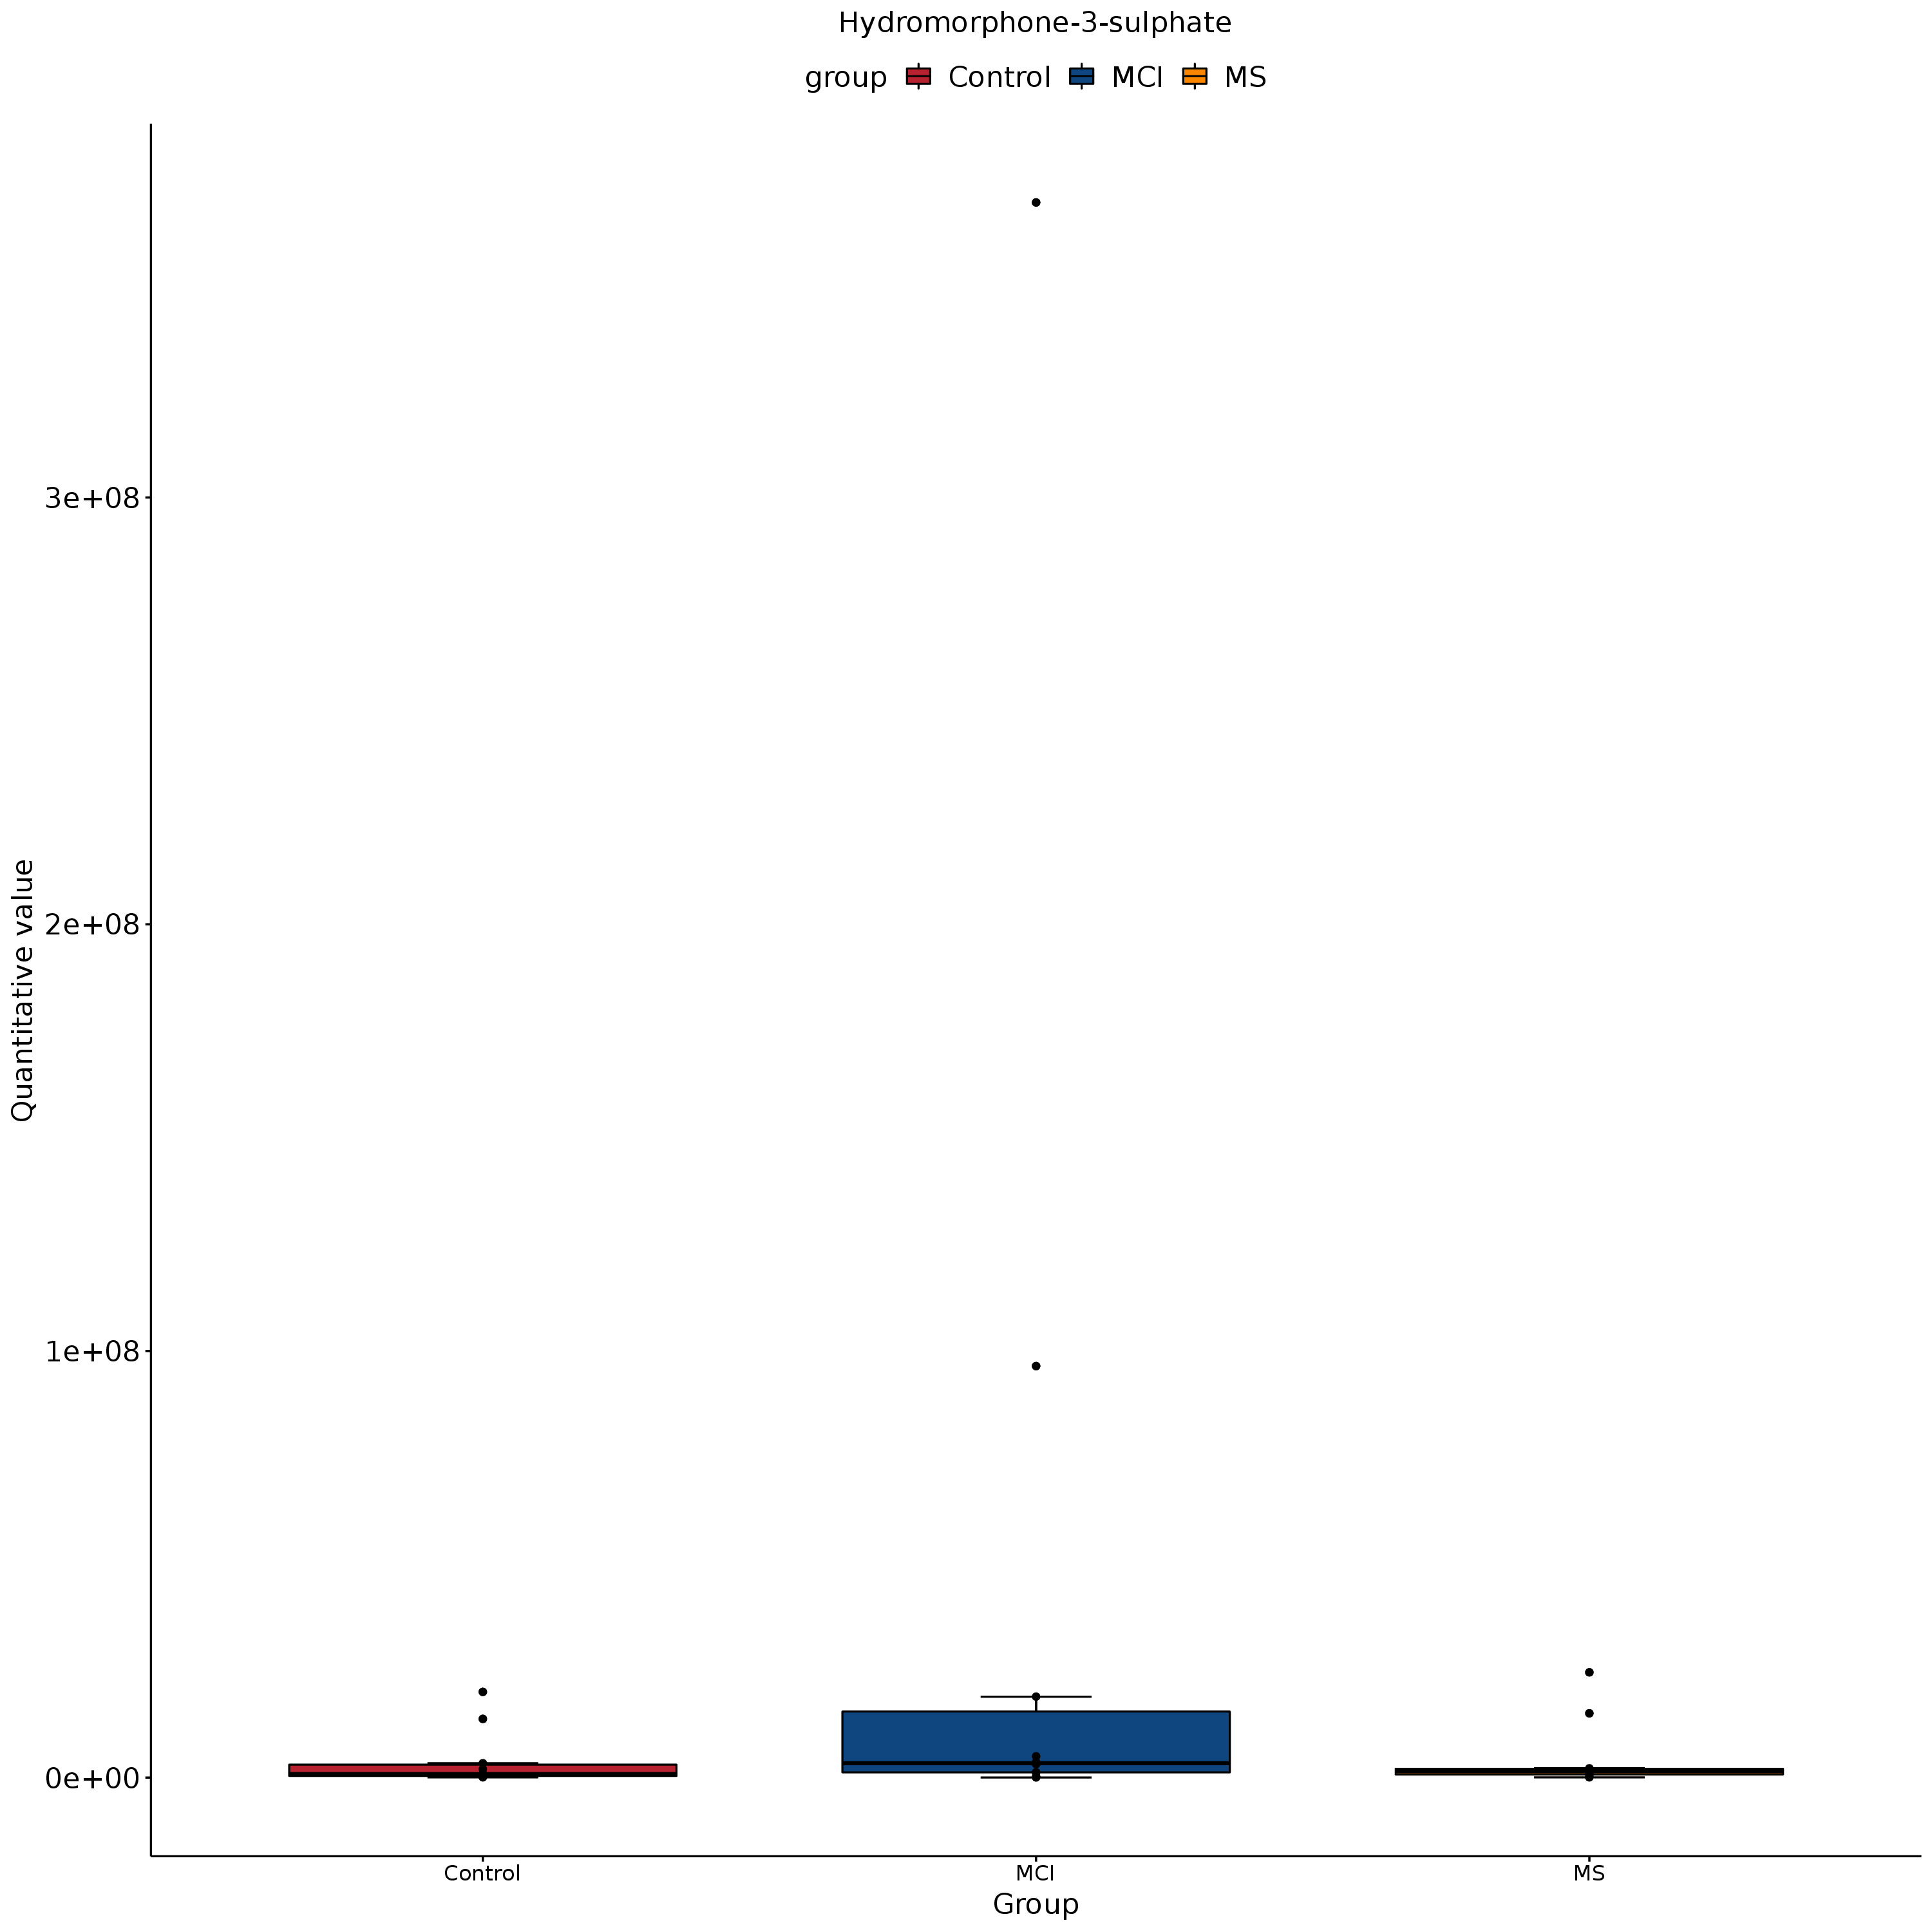 Hydromorphone-3-sulphate
group Control MCI MS
Quantitative value
3e+08
2e+08
1e+08
0e+00
Control MCI MS
Group